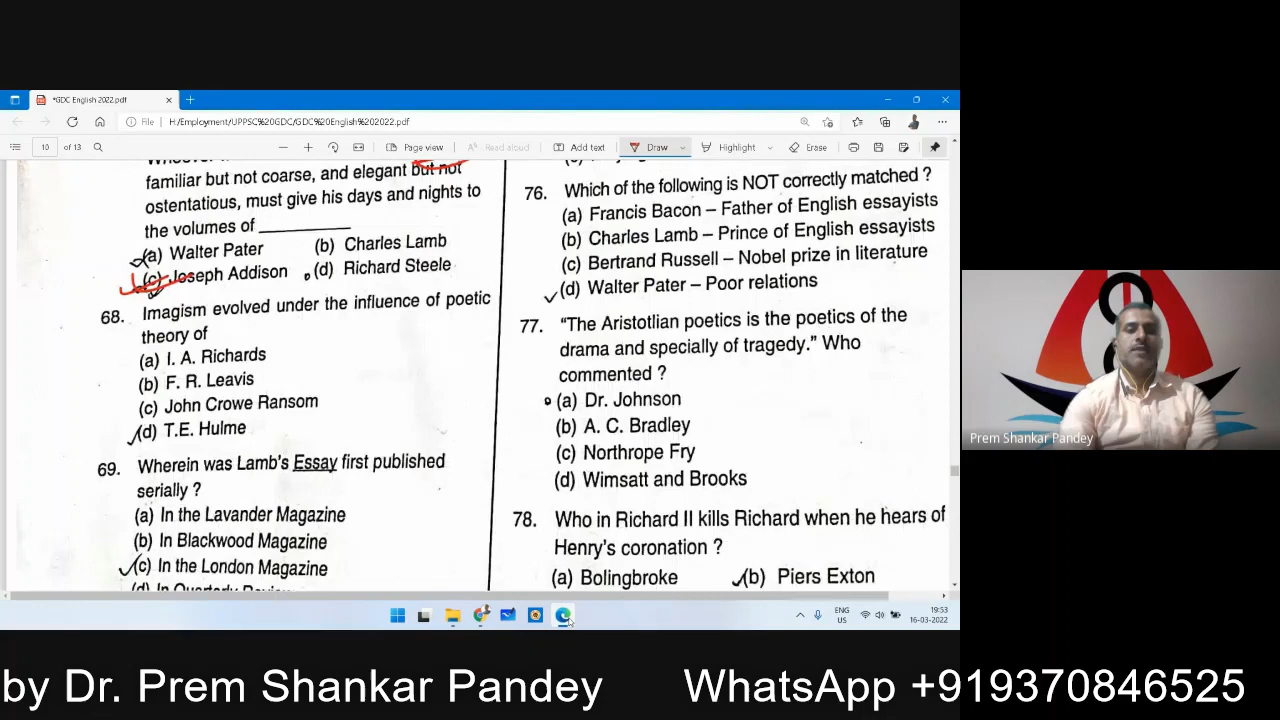 *GDC English 2022.pdf
File
H:/Employment/UPPSC%20GDC/GDC%20English%202022.pdf
10 of 13
Page view
Read aloud
Add text
Draw
Highlight
Erase
familiar but not coarse, and elegant but not
ostentatious, must give his days and nights to
the volumes of ___________
(a) Walter Pater (b) Charles Lamb
(c) Joseph Addison (d) Richard Steele
68. Imagism evolved under the influence of poetic
theory of
(a) I. A. Richards
(b) F. R. Leavis
(c) John Crowe Ransom
(d) T.E. Hulme
69. Wherein was Lamb's Essay first published
serially ?
(a) In the Lavander Magazine
(b) In Blackwood Magazine
(c) In the London Magazine
(d) In Quarterly Review
76. Which of the following is NOT correctly matched ?
(a) Francis Bacon – Father of English essayists
(b) Charles Lamb – Prince of English essayists
(c) Bertrand Russell – Nobel prize in literature
(d) Walter Pater – Poor relations
77. "The Aristotlian poetics is the poetics of the
drama and specially of tragedy." Who
commented ?
(a) Dr. Johnson
(b) A. C. Bradley
(c) Northrope Fry
(d) Wimsatt and Brooks
78. Who in Richard II kills Richard when he hears of
Henry's coronation ?
(a) Bolingbroke (b) Piers Exton
Prem Shankar Pandey
ENG
US
19:53
16-03-2022
by Dr. Prem Shankar Pandey WhatsApp +919370846525